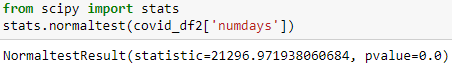 from scipy import stats
stats.normaltest(covid_df2['numdays'])
NormaltestResult(statistic=21296.971938060684, pvalue=0.0)